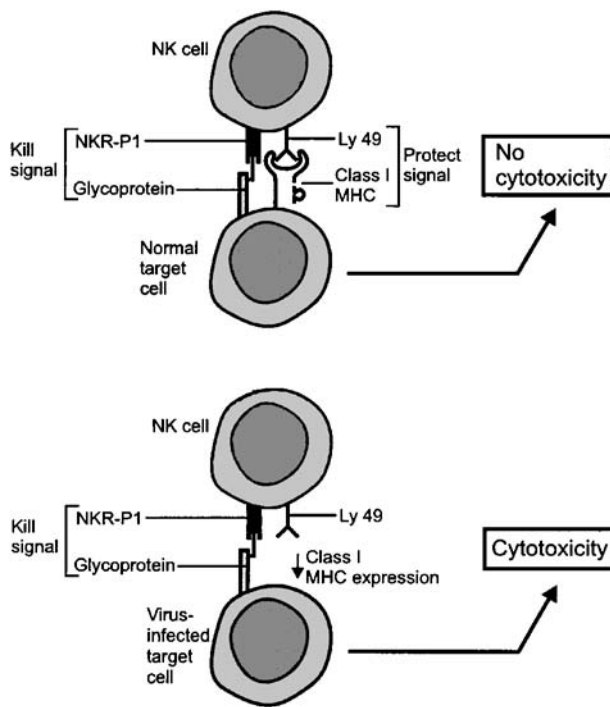 NK cell
Kill
signal
NKR-P1
Glycoprotein
Ly 49
Class I
MHC
Protect
signal
No
cytotoxicity
Normal
target
cell
NK cell
Kill
signal
NKR-P1
Glycoprotein
Ly 49
Class I
MHC expression
Cytotoxicity
Virus-
infected
target
cell